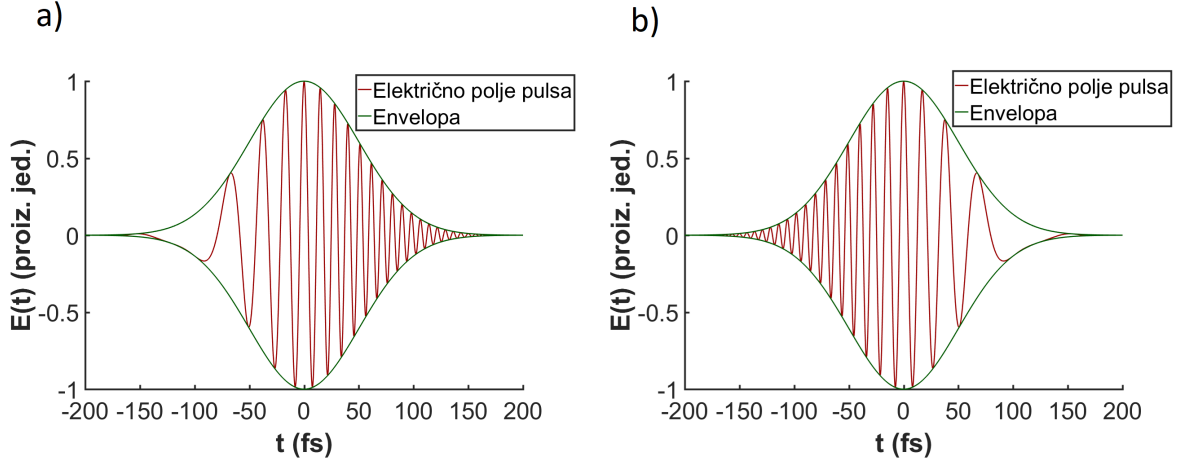 a)
1
0.5
0
-0.5
-1
-200 -150 -100 -50 0 50 100 150 200
E(t) (proiz. jed.)
t (fs)
Električno polje pulsa
Envelopa
b)
1
0.5
0
-0.5
-1
-200 -150 -100 -50 0 50 100 150 200
E(t) (proiz. jed.)
t (fs)
Električno polje pulsa
Envelopa